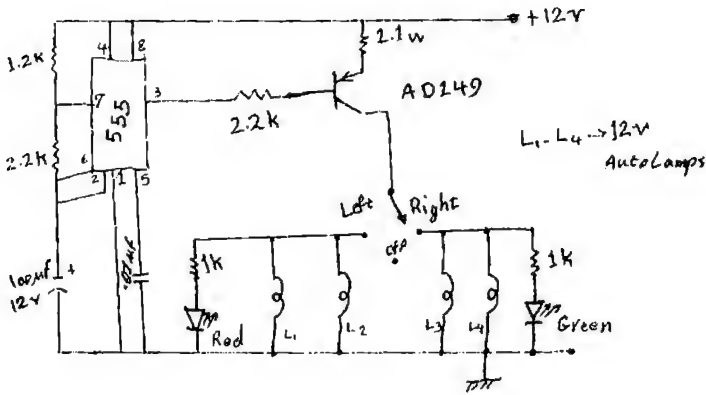 +12v
2.1w
4
8
1.2k
AD149
7
555
3
2.2k
2.2k
6
2
1
5
L1-L4→12v
AutoLamps
Left
Right
off
100μf
+
12v
.01μf
1k
1k
L1
L2
L3
L4
Red
Green